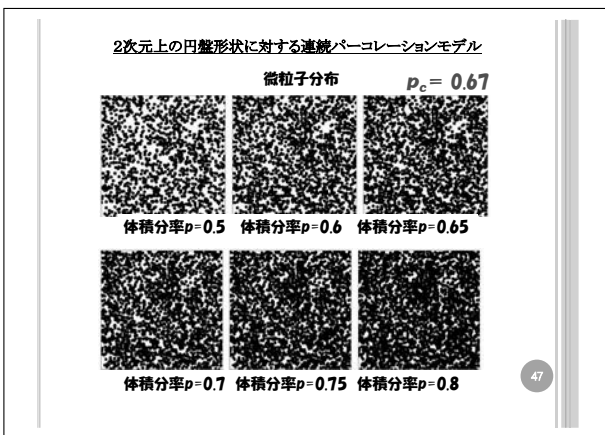 2次元上の円盤形状に対する連続パーコレーションモデル
微粒子分布
pc= 0.67
体積分率p=0.5 体積分率p=0.6 体積分率p=0.65
体積分率p=0.7 体積分率p=0.75 体積分率p=0.8
47